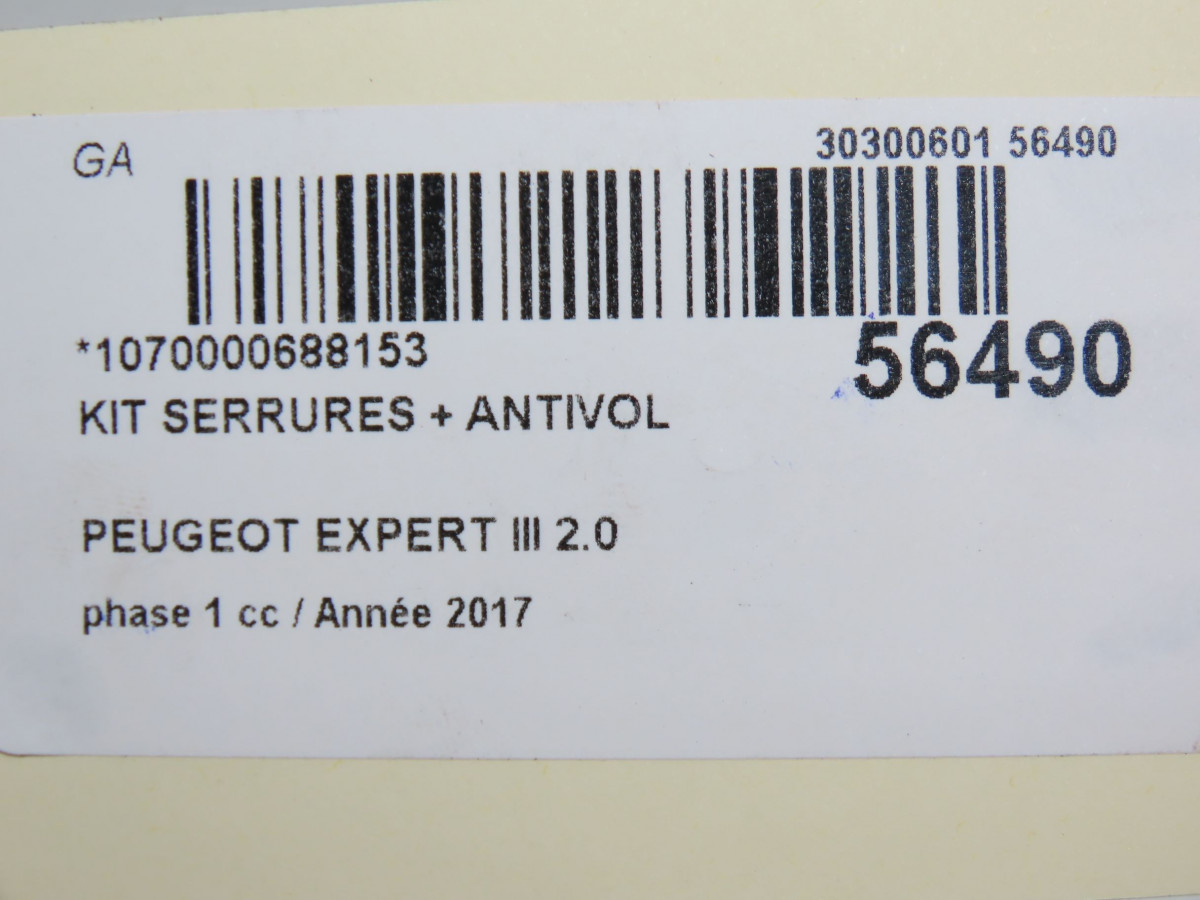 GA
30300601 56490
*1070000688153
56490
KIT SERRURES + ANTIVOL
PEUGEOT EXPERT III 2.0
phase 1 cc / Année 2017